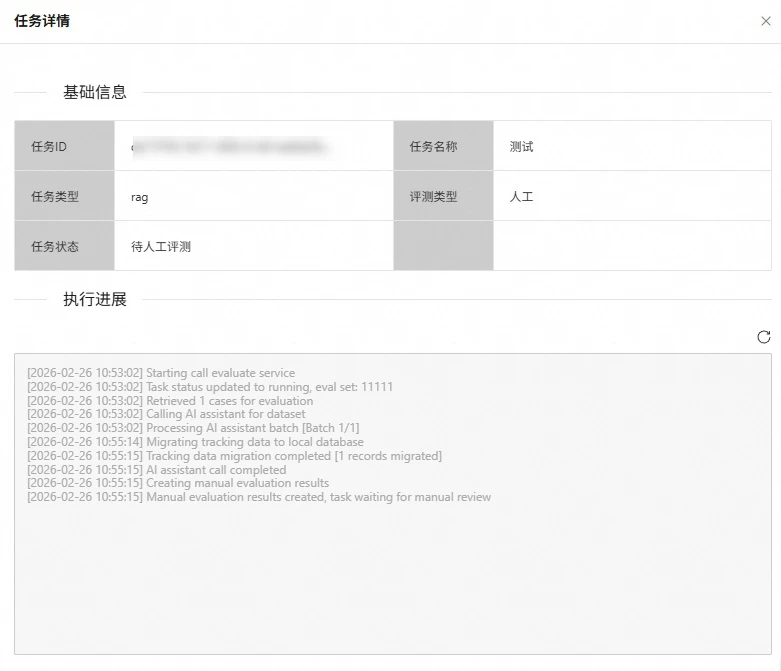 任务详情
基础信息
任务ID
任务名称 测试
任务类型 rag 评测类型 人工
任务状态 待人工评测
执行进展
[2026-02-26 10:53:02] Starting call evaluate service
[2026-02-26 10:53:02] Task status updated to running, eval set: 11111
[2026-02-26 10:53:02] Retrieved 1 cases for evaluation
[2026-02-26 10:53:02] Calling AI assistant for dataset
[2026-02-26 10:53:02] Processing AI assistant batch [Batch 1/1]
[2026-02-26 10:55:14] Migrating tracking data to local database
[2026-02-26 10:55:15] Tracking data migration completed [1 records migrated]
[2026-02-26 10:55:15] AI assistant call completed
[2026-02-26 10:55:15] Creating manual evaluation results
[2026-02-26 10:55:15] Manual evaluation results created, task waiting for manual review